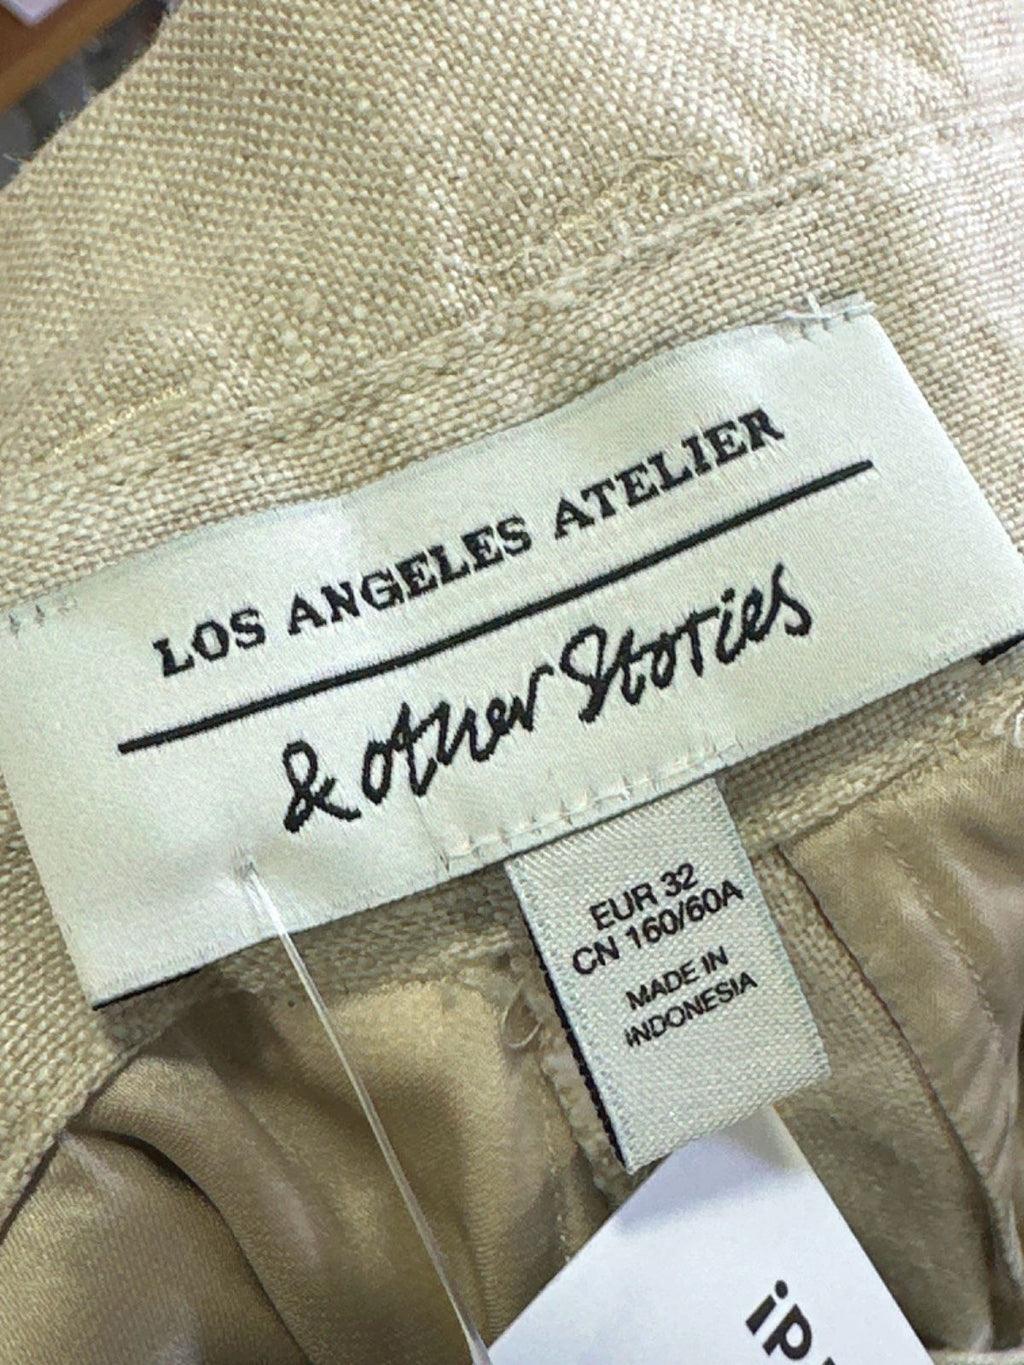 LOS ANGELES ATELIER
& other Stories
EUR 32
CN 160/60A
MADE IN
INDONESIA